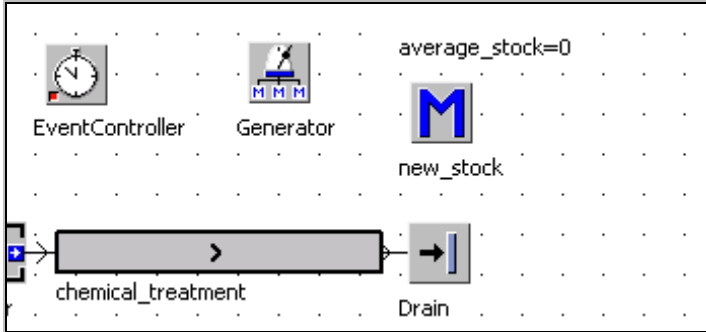 average_stock=0
M M M
EventController
Generator
M
new_stock
chemical_treatment
r
Drain